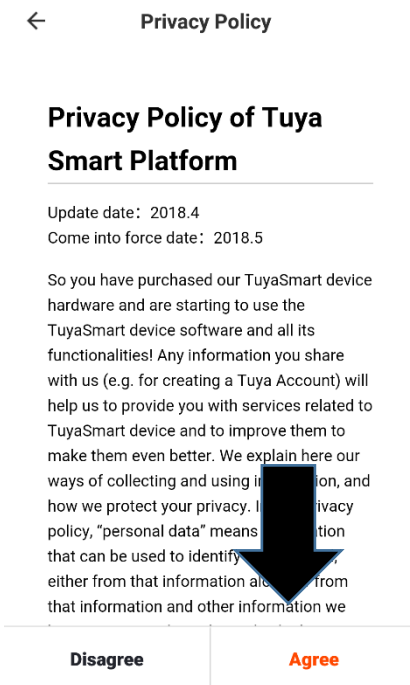 Privacy Policy
Privacy Policy of Tuya
Smart Platform
Update date：2018.4
Come into force date：2018.5
So you have purchased our TuyaSmart device
hardware and are starting to use the
TuyaSmart device software and all its
functionalities! Any information you share
with us (e.g. for creating a Tuya Account) will
help us to provide you with services related to
TuyaSmart device and to improve them to
make them even better. We explain here our
ways of collecting and using and
how we protect your privacy.
policy, “personal data” means
that can be used to identify
either from that information from
that information and other information we
Disagree
Agree